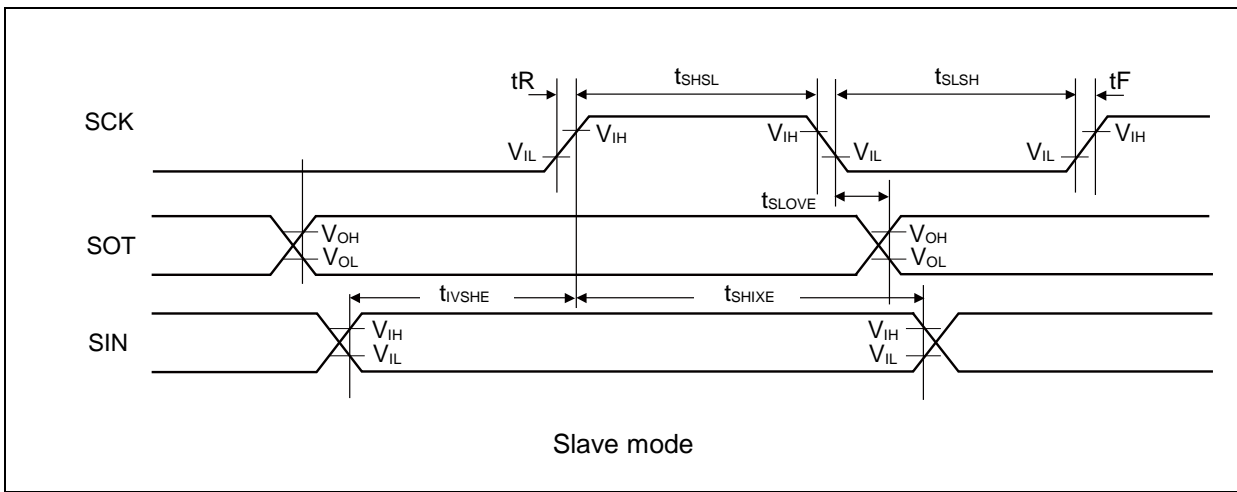 tR tSHSL tSLSH tF
SCK
VIH VIH VIH
VIL VIL VIL
tSLOVE
SOT
VOH VOH
VOL VOL
tIVSHE tSHIXE
SIN
VIH VIH
VIL VIL
Slave mode